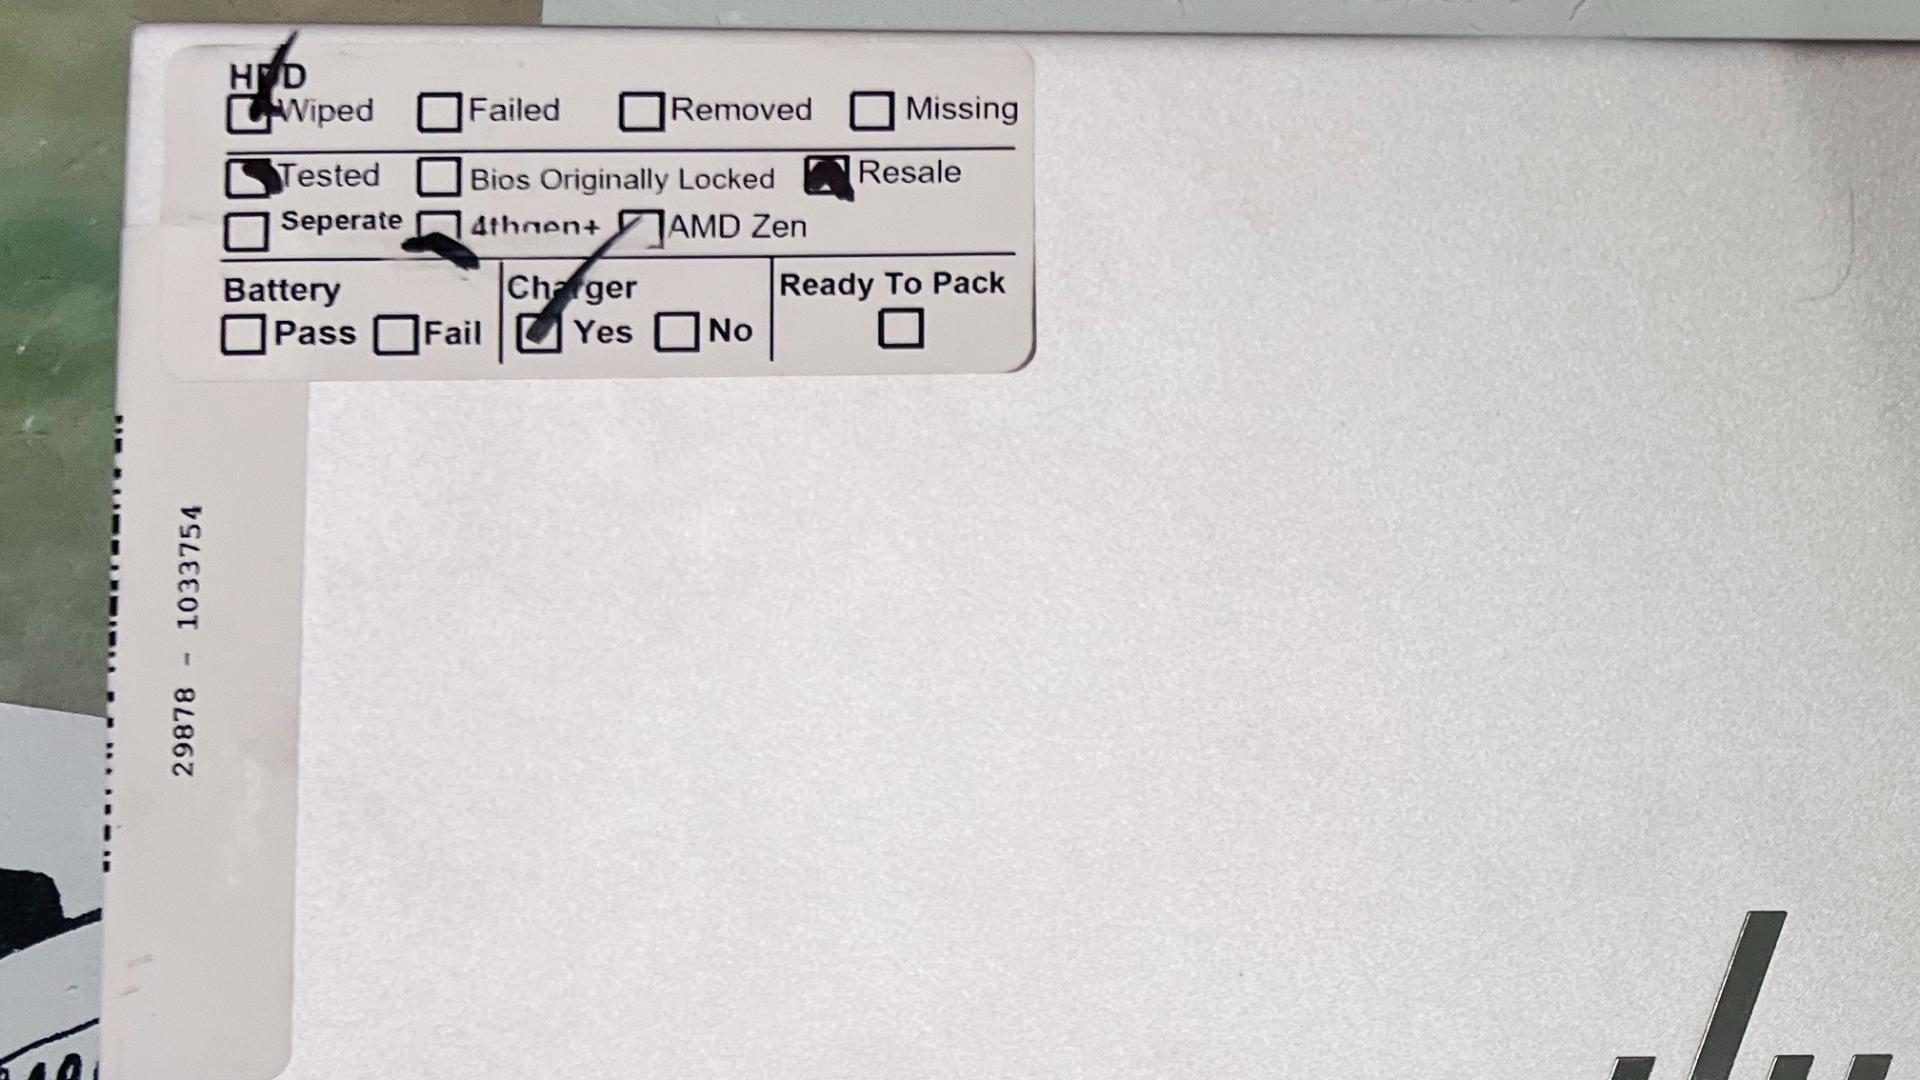 HDD
Wiped Failed Removed Missing
Tested Bios Originally Locked Resale
Seperate 4thgen+ AMD Zen
Battery Charger Ready To Pack
Pass Fail Yes No
29878 - 1033754
hp